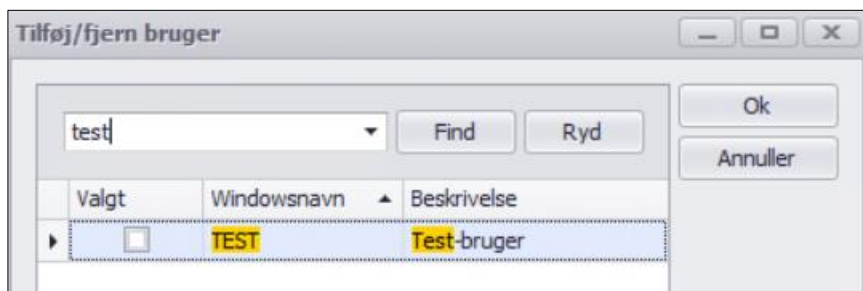 Tilføj/fjern bruger
test Find Ryd Ok
Annuller
Valgt Windowsnavn Beskrivelse
TEST Test-bruger